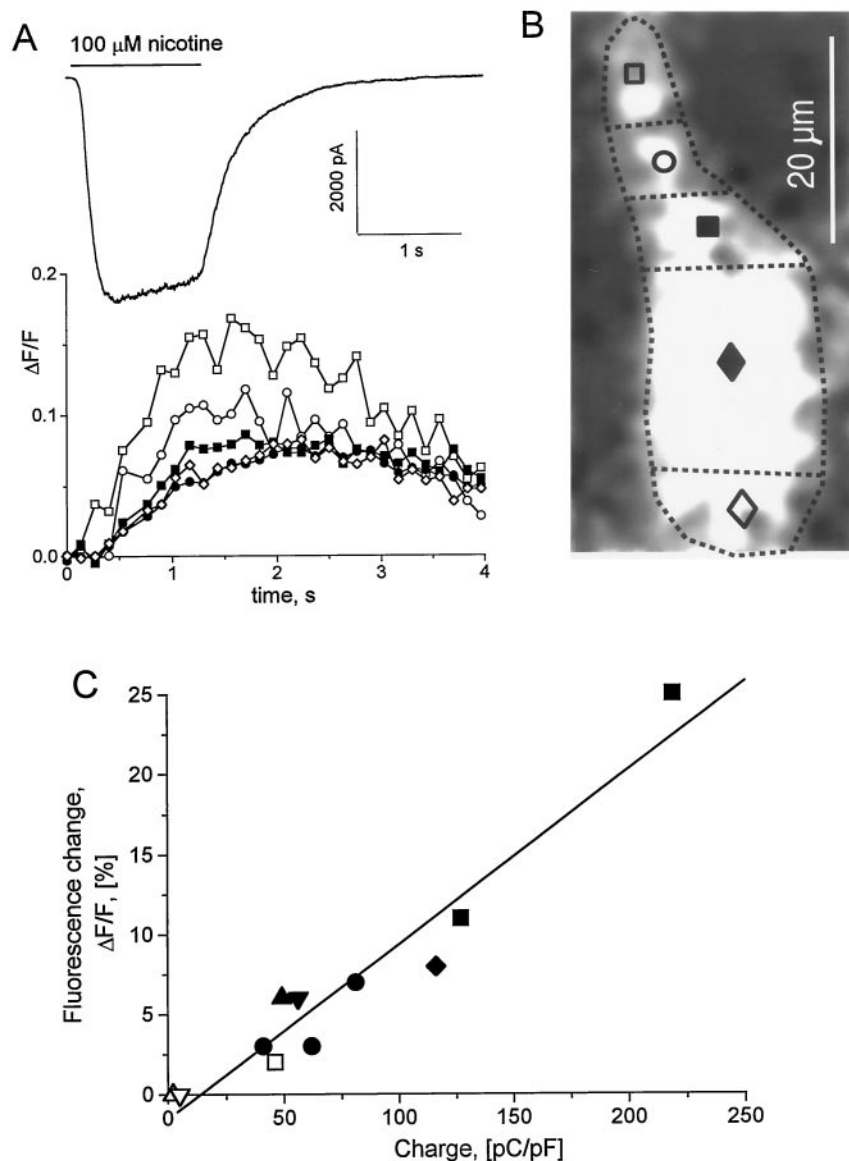 A
100 μM nicotine
2000 pA
1 s
0.2
0.1
0.0
ΔF/F
0
1
2
3
4
time, s
B
20 μm
C
25
20
15
10
5
0
Fluorescence change,
ΔF/F, [%]
0
50
100
150
200
250
Charge, [pC/pF]